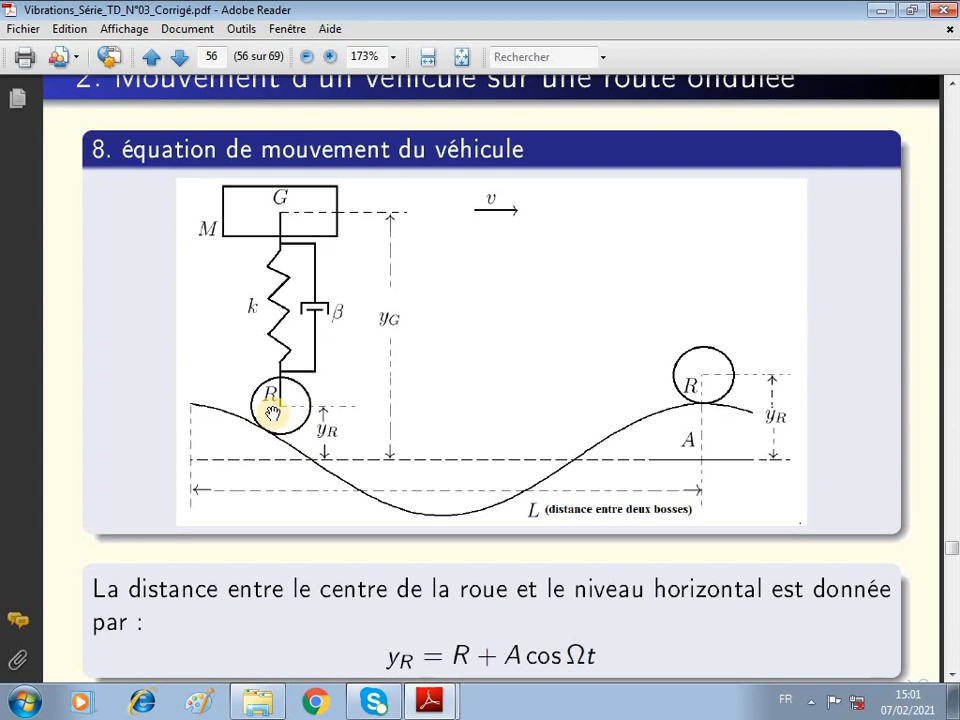 Vibrations_Série_TD_N°03_Corrigé.pdf - Adobe Reader
Fichier Edition Affichage Document Outils Fenêtre Aide
56 (56 sur 69) 173% Rechercher
2. Mouvement d'un véhicule sur une route ondulée
8. équation de mouvement du véhicule
G
v
M
k
β
y_G
R
R
y_R
y_R
A
L (distance entre deux bosses)
La distance entre le centre de la roue et le niveau horizontal est donnée
par :
y_R = R + A cos Ωt
FR
15:01
07/02/2021